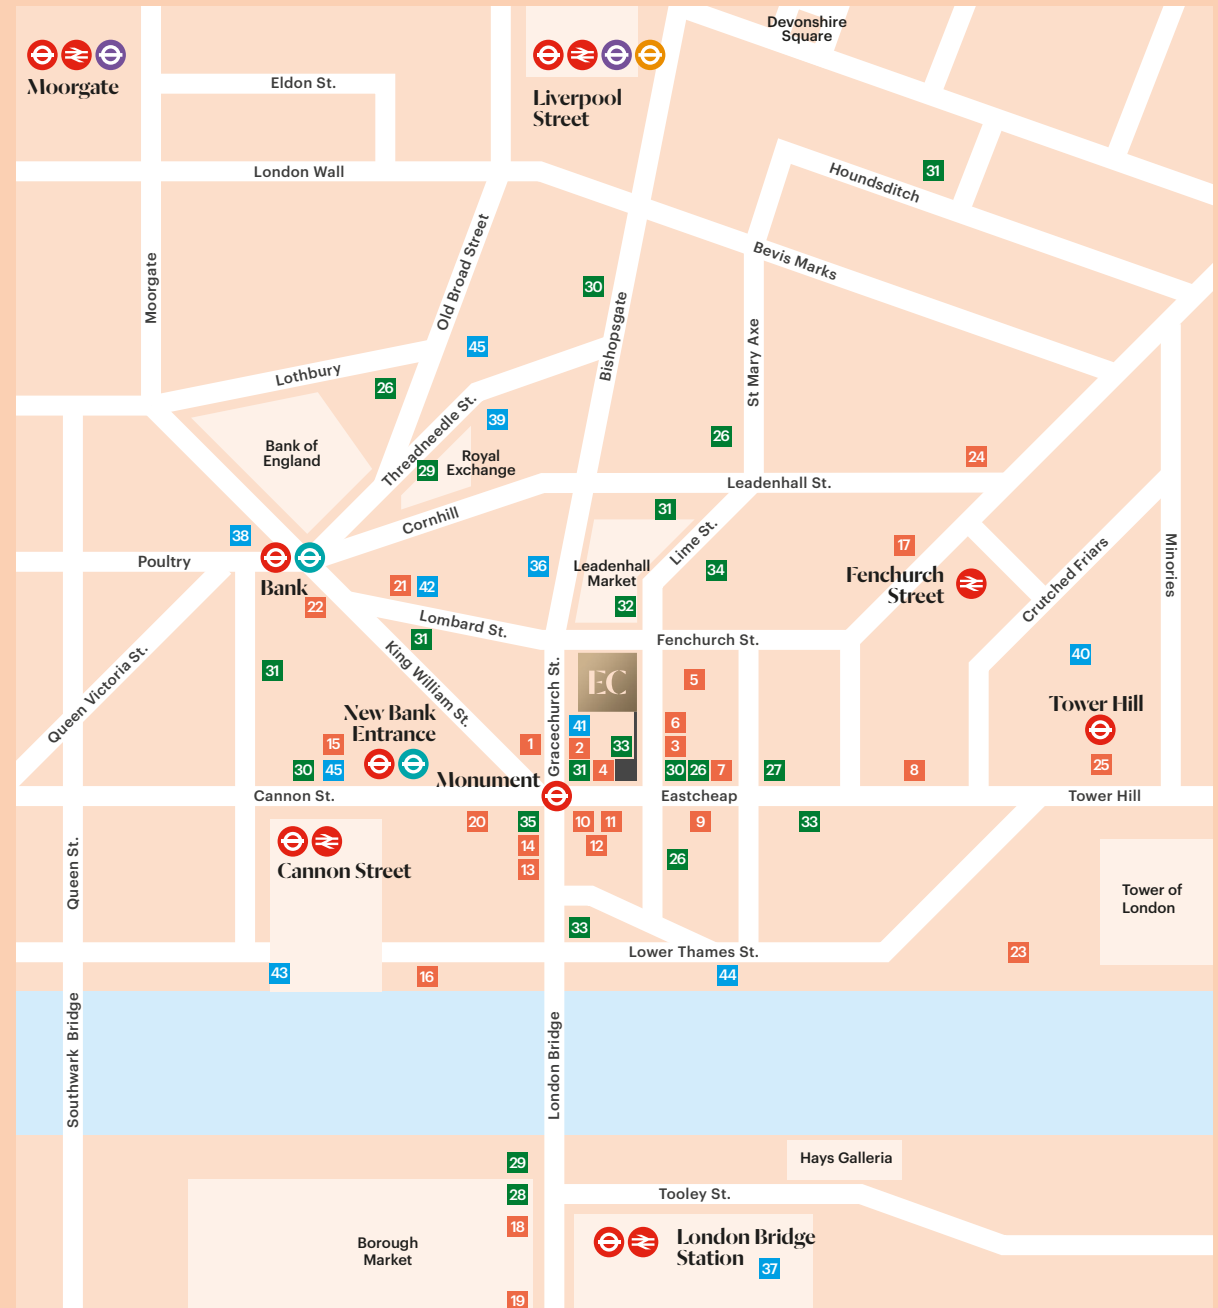 Devonshire
Square
Moorgate
Eldon St.
Liverpool
Street
London Wall
31
Houndsditch
Old Broad Street
Moorgate
Bevis Marks
30
Bishopsgate
St Mary Axe
45
Lothbury
26
39
Threadneedle St.
26
Bank of
England
29
Royal
Exchange
24
Leadenhall St.
31
Cornhill
Lime St.
38
Poultry
Bank
36
Leadenhall
Market
34
17
Fenchurch
Street
Crutched Friars
Minories
21
42
22
32
Lombard St.
31
Fenchurch St.
King William St.
40
31
Queen Victoria St.
EC
5
Gracechurch St.
New Bank
Entrance
Tower Hill
6
41
15
1
2
33
3
25
30
45
Monument
31
4
30
26
7
27
8
Cannon St.
Eastcheap
Tower Hill
20
35
10
11
9
33
14
12
13
26
Cannon Street
Queen St.
Tower of
London
33
Lower Thames St.
23
43
16
44
Southwark Bridge
London Bridge
29
Hays Galleria
28
Tooley St.
18
Borough
Market
London Bridge
Station
37
19